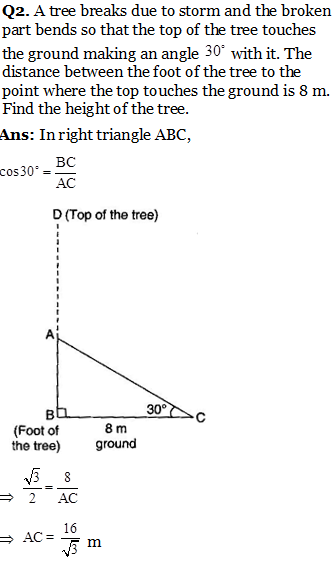 Q2. A tree breaks due to storm and the broken
part bends so that the top of the tree touches
the ground making an angle 30° with it. The
distance between the foot of the tree to the
point where the top touches the ground is 8 m.
Find the height of the tree.
Ans: In right triangle ABC,
cos30° = BC/AC
D (Top of the tree)
A
B 30° C
(Foot of 8 m
the tree) ground
⇒ √3/2 = 8/AC
⇒ AC = 16/√3 m